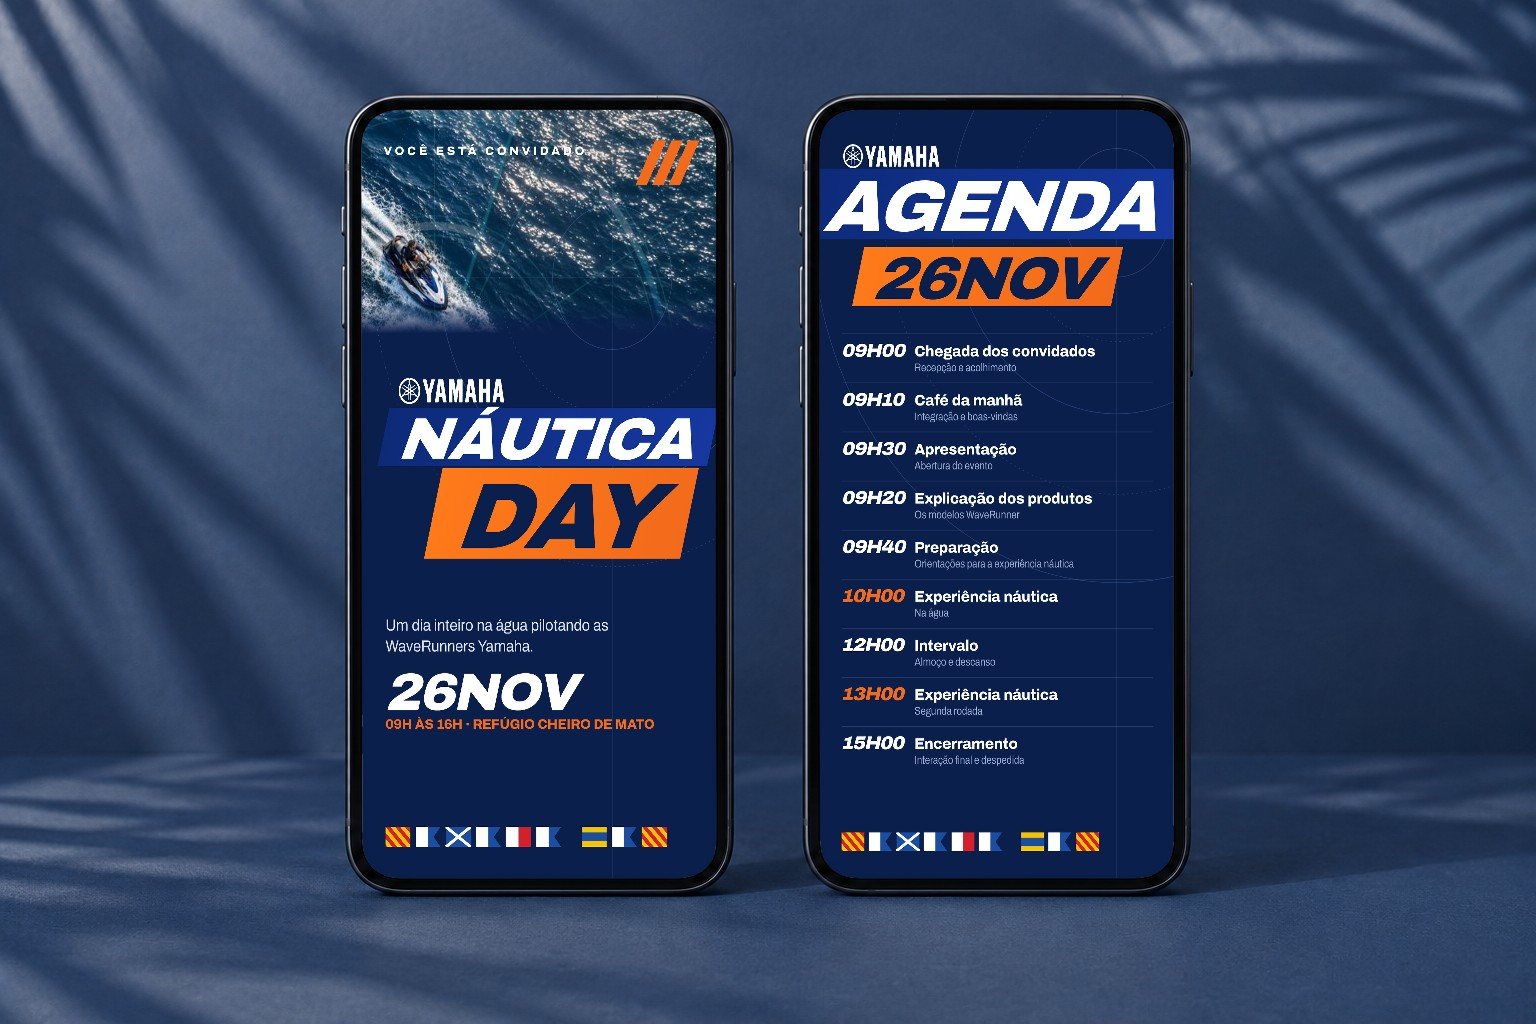 VOCÊ ESTÁ CONVIDADO
YAMAHA
NÁUTICA
DAY
Um dia inteiro na água pilotando as
WaveRunners Yamaha.
26NOV
09H ÀS 16H · REFÚGIO CHEIRO DE MATO
YAMAHA
AGENDA
26NOV
09H00 Chegada dos convidados
Recepção e acolhimento
09H10 Café da manhã
Integração e boas-vindas
09H30 Apresentação
Abertura do evento
09H20 Explicação dos produtos
Os modelos WaveRunner
09H40 Preparação
Orientações para a experiência náutica
10H00 Experiência náutica
Na água
12H00 Intervalo
Almoço e descanso
13H00 Experiência náutica
Segunda rodada
15H00 Encerramento
Interação final e despedida